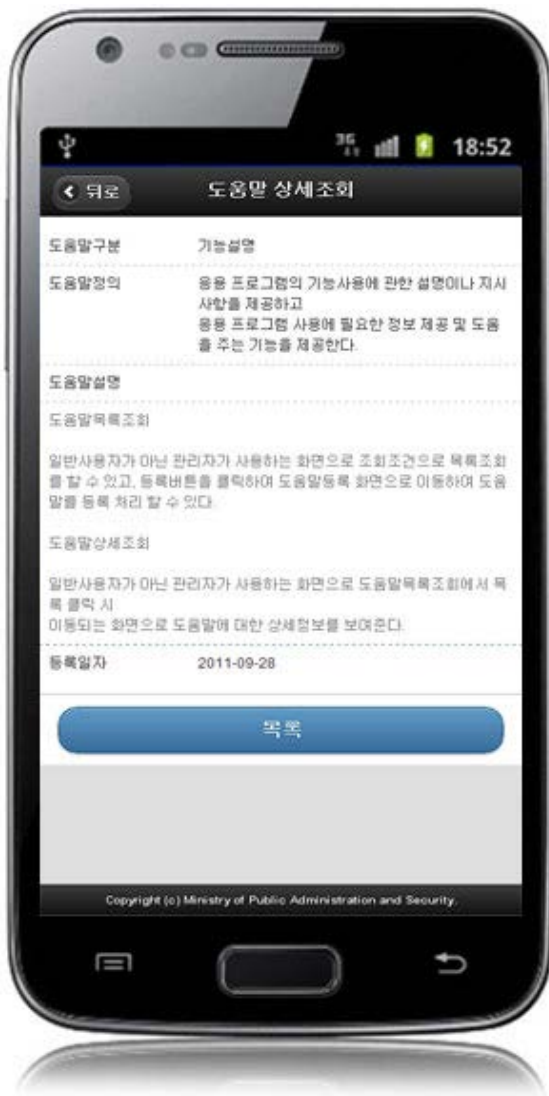 3G
18:52
뒤로
도움말 상세조회
도움말구분 기능설명
도움말정의 응용 프로그램의 기능사용에 관한 설명이나 지시
사항를 제공하고
응용 프로그램 사용에 필요한 정보 제공 및 도움
을 주는 기능을 제공한다.
도움말설명
도움말목록조회
일반사용자가 아닌 관리자가 사용하는 화면으로 조회조건으로 목록조회
를 할 수 있고, 등록버튼을 클릭하여 도움말등록 화면으로 이동하여 도움
말를 등록 처리 할 수 있다.
도움말상세조회
일반사용자가 아닌 관리자가 사용하는 화면으로 도움말목록조회에서 목
록 클릭 시
이동되는 화면으로 도움말에 대한 상세정보를 보여준다.
등록일자 2011-09-28
목록
Copyright (c) Ministry of Public Administration and Security.